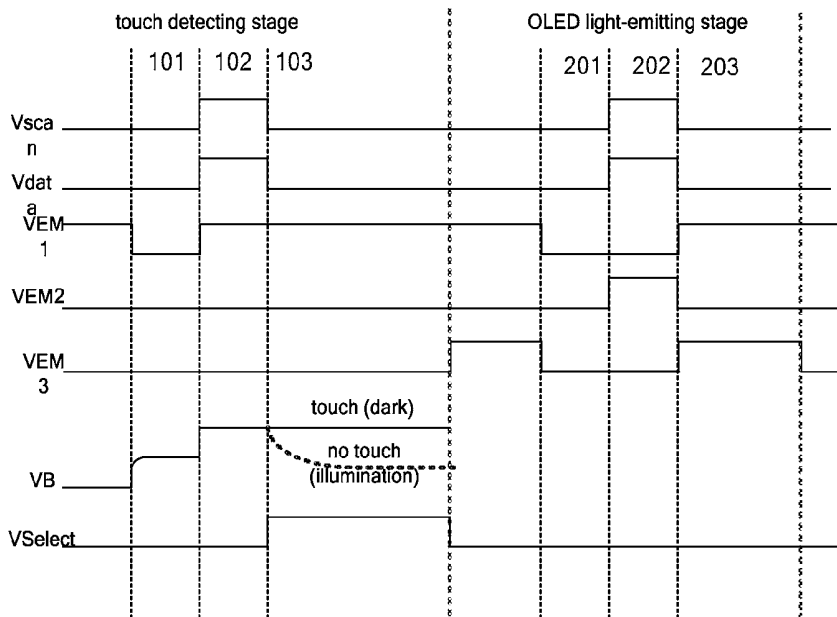 touch detecting stage
OLED light-emitting stage
101 102 103
201 202 203
Vsca
n
Vdat
a
VEM
1
VEM2
VEM
3
touch (dark)
no touch
(illumination)
VB
VSelect